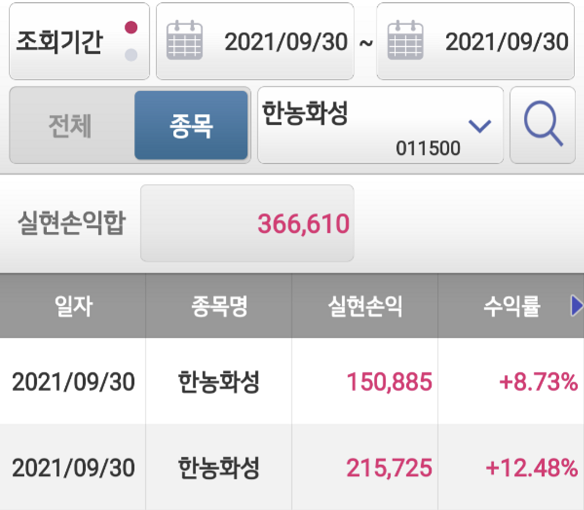 조회기간 2021/09/30 ~ 2021/09/30
전체 종목 한농화성 011500
실현손익합 366,610
일자 종목명 실현손익 수익률
2021/09/30 한농화성 150,885 +8.73%
2021/09/30 한농화성 215,725 +12.48%